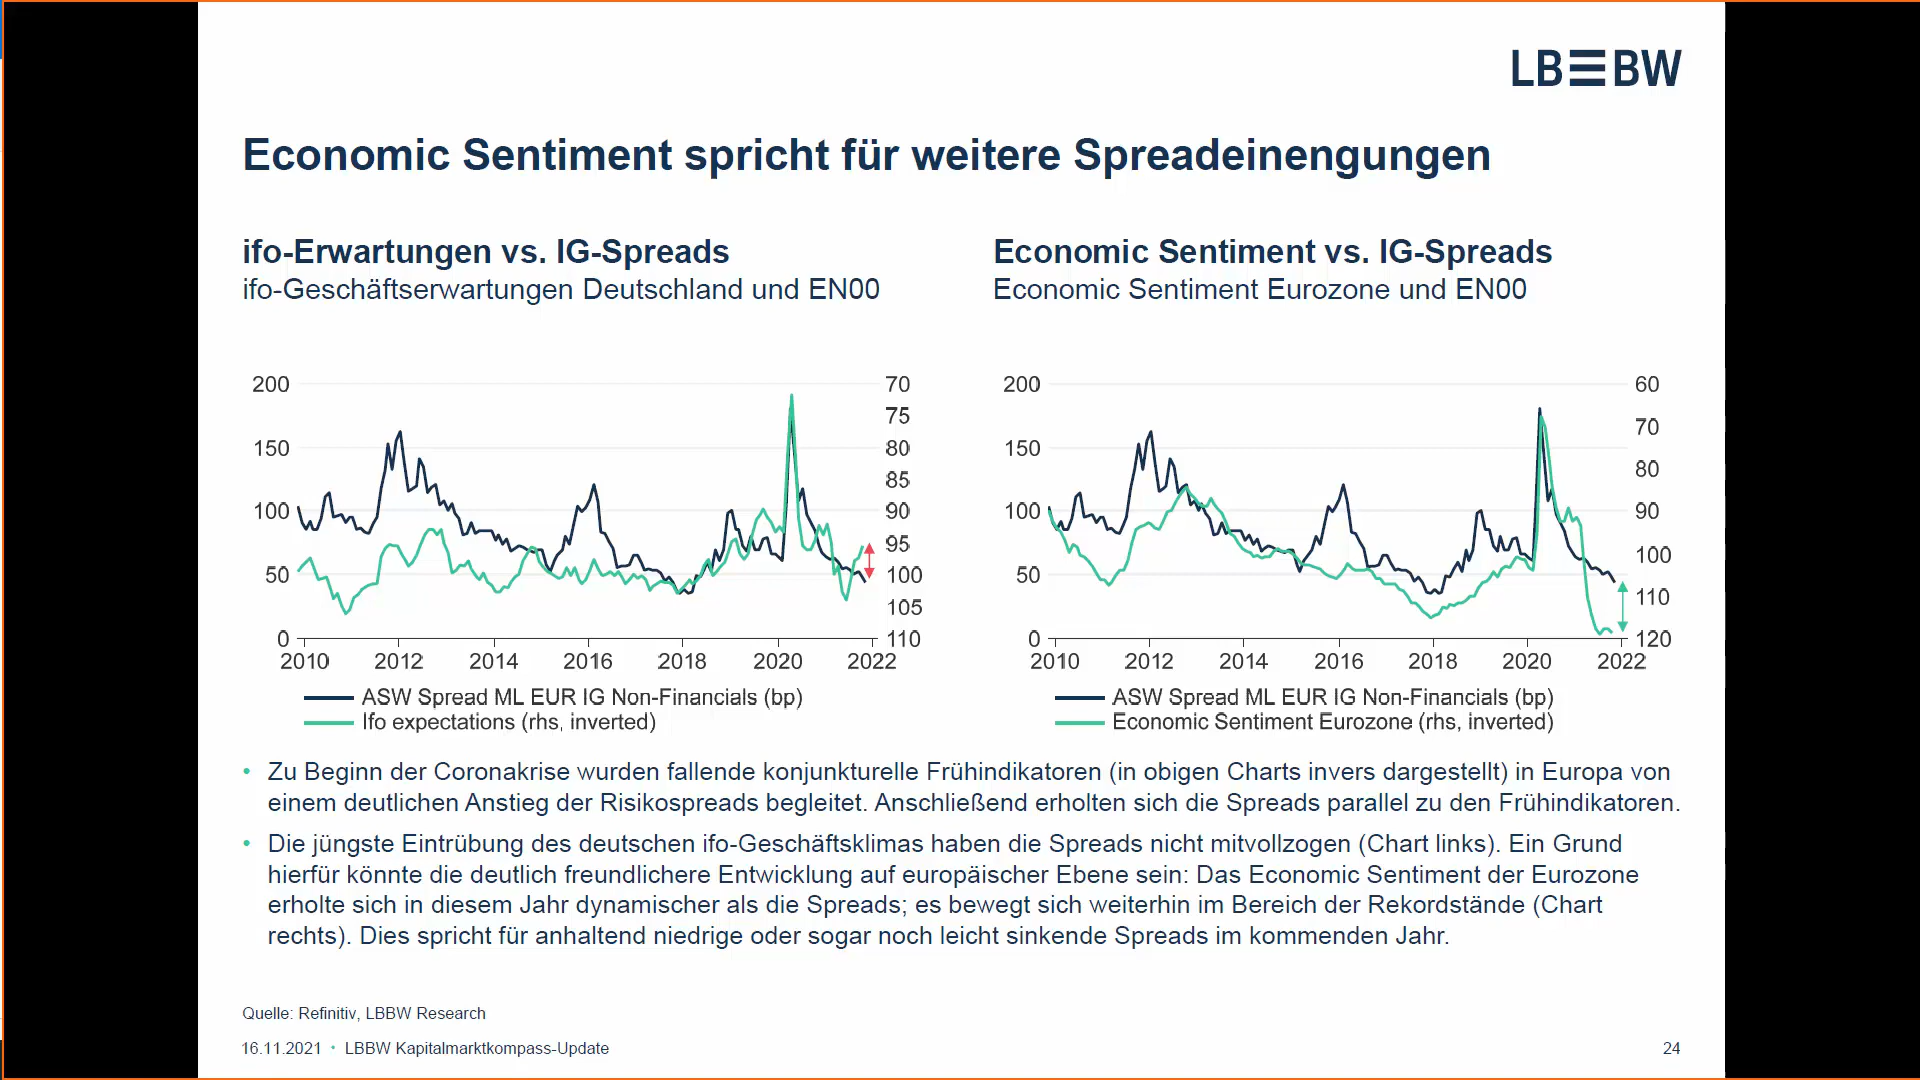 LB≡BW
Economic Sentiment spricht für weitere Spreadeinengungen
ifo-Erwartungen vs. IG-Spreads
ifo-Geschäftserwartungen Deutschland und EN00
200
150
100
50
0
70
75
80
85
90
95
100
105
110
2010 2012 2014 2016 2018 2020 2022
ASW Spread ML EUR IG Non-Financials (bp)
Ifo expectations (rhs, inverted)
Economic Sentiment vs. IG-Spreads
Economic Sentiment Eurozone und EN00
200
150
100
50
0
60
70
80
90
100
110
120
2010 2012 2014 2016 2018 2020 2022
ASW Spread ML EUR IG Non-Financials (bp)
Economic Sentiment Eurozone (rhs, inverted)
• Zu Beginn der Coronakrise wurden fallende konjunkturelle Frühindikatoren (in obigen Charts invers dargestellt) in Europa von
einem deutlichen Anstieg der Risikospreads begleitet. Anschließend erholten sich die Spreads parallel zu den Frühindikatoren.
• Die jüngste Eintrübung des deutschen ifo-Geschäftsklimas haben die Spreads nicht mitvollzogen (Chart links). Ein Grund
hierfür könnte die deutlich freundlichere Entwicklung auf europäischer Ebene sein: Das Economic Sentiment der Eurozone
erholte sich in diesem Jahr dynamischer als die Spreads; es bewegt sich weiterhin im Bereich der Rekordstände (Chart
rechts). Dies spricht für anhaltend niedrige oder sogar noch leicht sinkende Spreads im kommenden Jahr.
Quelle: Refinitiv, LBBW Research
16.11.2021 • LBBW Kapitalmarktkompass-Update
24